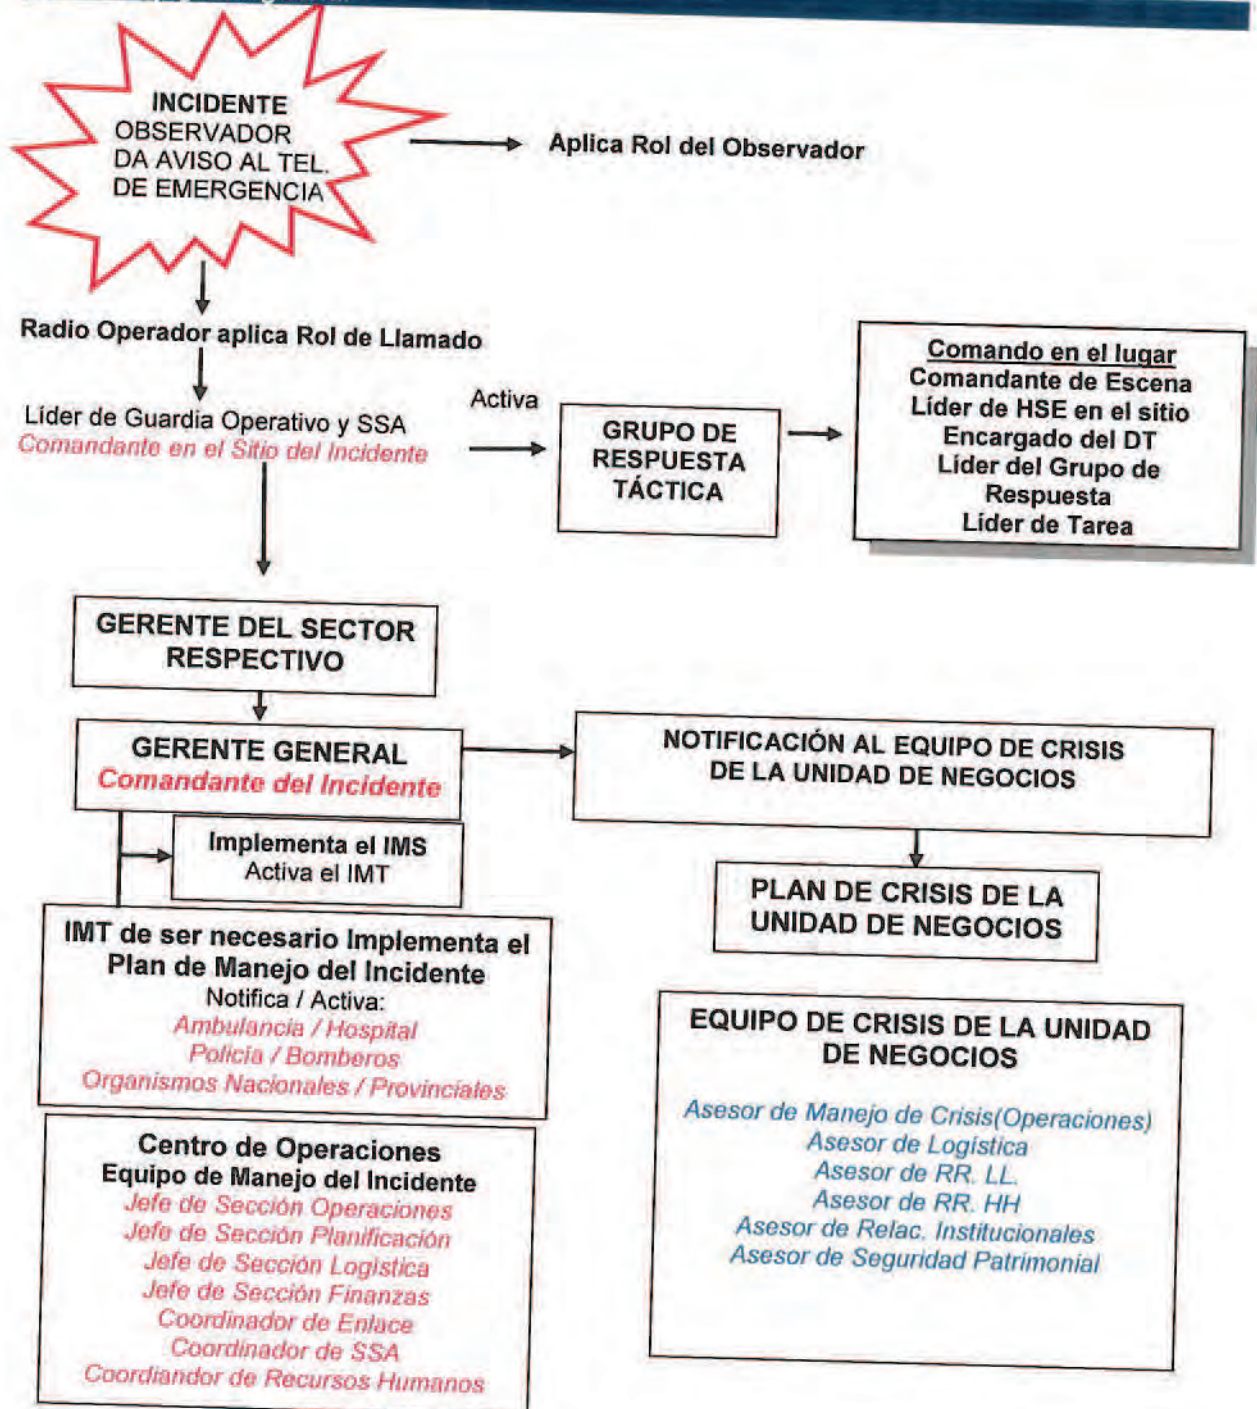 INCIDENTE
OBSERVADOR
DA AVISO AL TEL.
DE EMERGENCIA
Aplica Rol del Observador
Radio Operador aplica Rol de Llamado
Líder de Guardia Operativo y SSA
Comandante en el Sitio del Incidente
Activa
GRUPO DE
RESPUESTA
TÁCTICA
Comando en el lugar
Comandante de Escena
Líder de HSE en el sitio
Encargado del DT
Líder del Grupo de
Respuesta
Líder de Tarea
GERENTE DEL SECTOR
RESPECTIVO
GERENTE GENERAL
Comandante del Incidente
NOTIFICACIÓN AL EQUIPO DE CRISIS
DE LA UNIDAD DE NEGOCIOS
Implementa el IMS
Activa el IMT
PLAN DE CRISIS DE LA
UNIDAD DE NEGOCIOS
IMT de ser necesario Implementa el
Plan de Manejo del Incidente
Notifica / Activa:
Ambulancia / Hospital
Policía / Bomberos
Organismos Nacionales / Provinciales
EQUIPO DE CRISIS DE LA UNIDAD
DE NEGOCIOS
Asesor de Manejo de Crisis(Operaciones)
Asesor de Logística
Asesor de RR. LL.
Asesor de RR. HH
Asesor de Relac. Institucionales
Asesor de Seguridad Patrimonial
Centro de Operaciones
Equipo de Manejo del Incidente
Jefe de Sección Operaciones
Jefe de Sección Planificación
Jefe de Sección Logística
Jefe de Sección Finanzas
Coordinador de Enlace
Coordinador de SSA
Coordiandor de Recursos Humanos